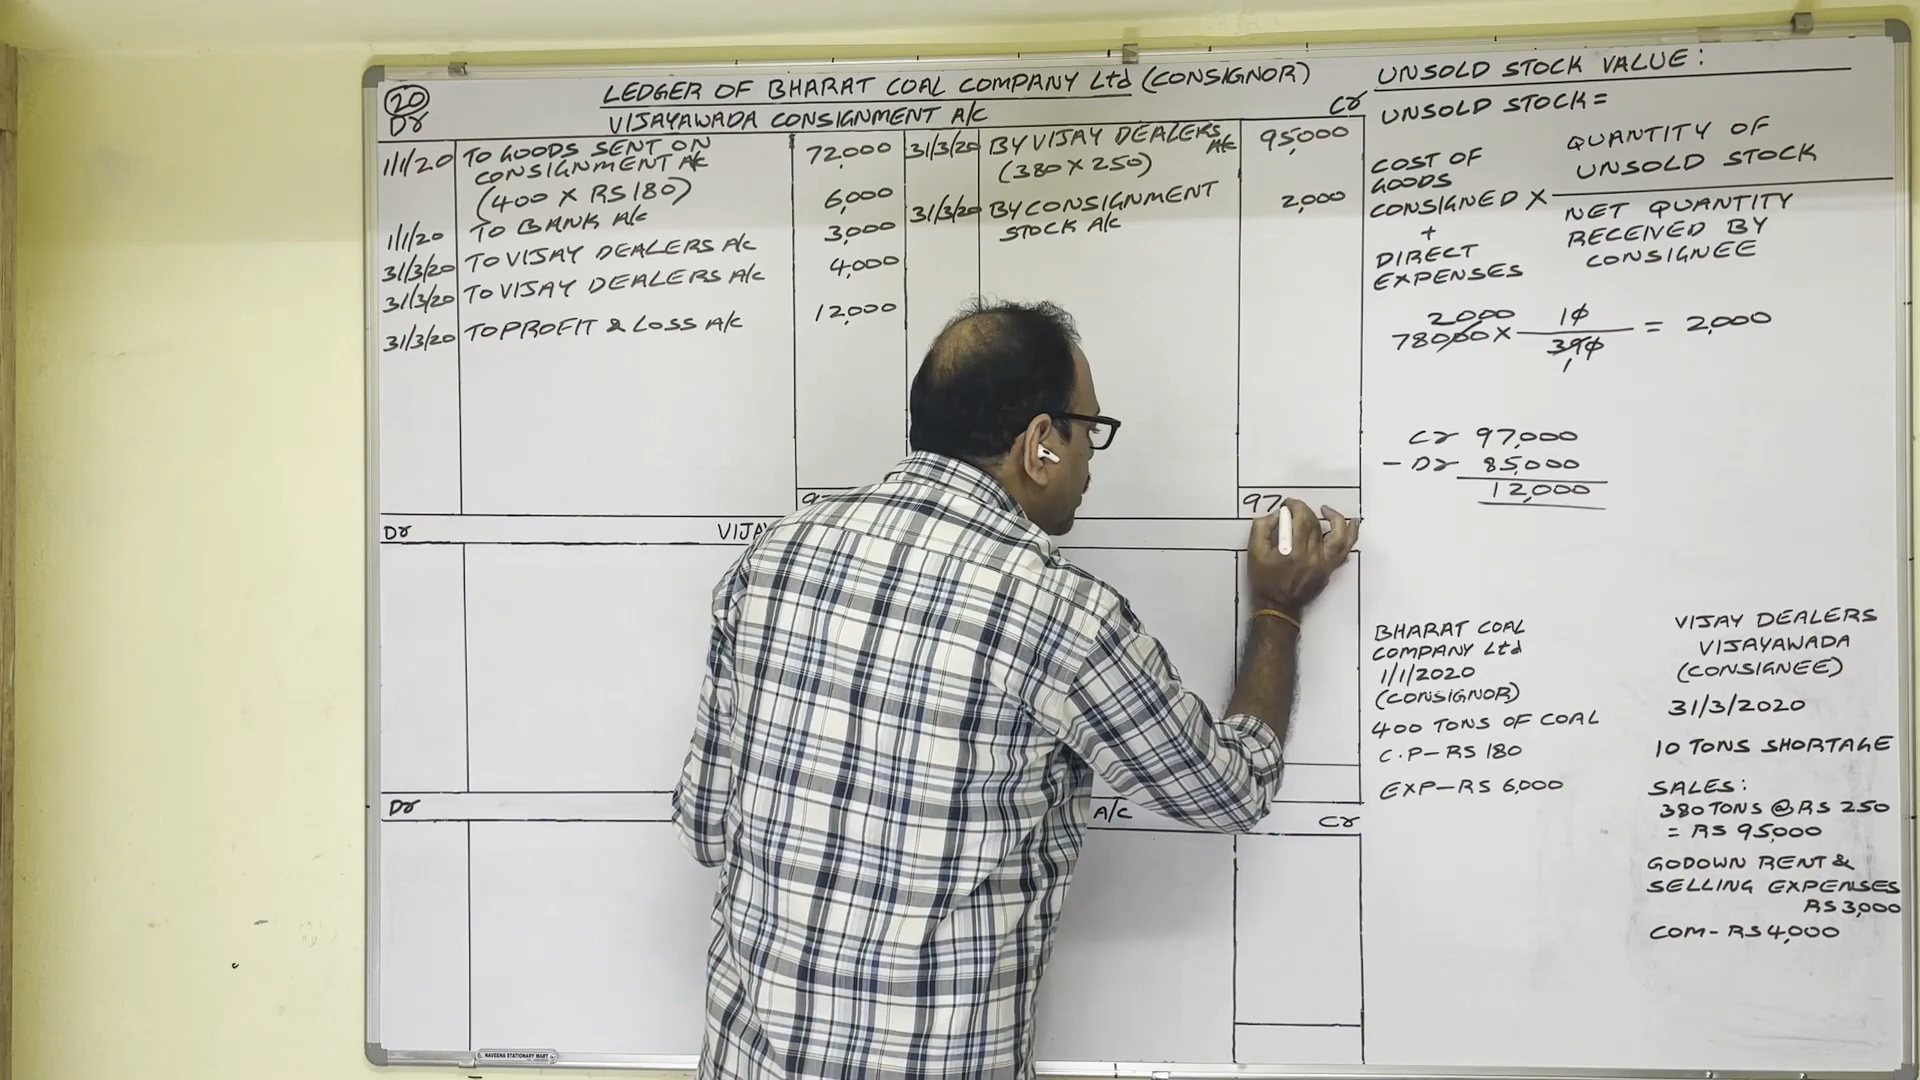 20
LEDGER OF BHARAT COAL COMPANY Ltd (CONSIGNOR)
Dr
VIJAYAWADA CONSIGNMENT A/C
Cr
1/1/20 TO GOODS SENT ON CONSIGNMENT A/C 72,000
(400 X RS 180)
1/1/20 TO BANK A/C 6,000
31/3/20 TO VIJAY DEALERS A/C 3,000
31/3/20 TO VIJAY DEALERS A/C 4,000
31/3/20 TO PROFIT & LOSS A/C 12,000
31/3/20 BY VIJAY DEALERS A/C 95,000
(380 X 250)
31/3/20 BY CONSIGNMENT 2,000
STOCK A/C
97
Dr
Dr
A/C
Cr
UNSOLD STOCK VALUE:
UNSOLD STOCK =
COST OF
GOODS
CONSIGNED X
+
DIRECT
EXPENSES
QUANTITY OF
UNSOLD STOCK
NET QUANTITY
RECEIVED BY
CONSIGNEE
2000
78000 X 10 = 2,000
390
1
Cr 97,000
- Dr 85,000
12,000
BHARAT COAL
COMPANY Ltd
1/1/2020
(CONSIGNOR)
400 TONS OF COAL
C.P-RS 180
EXP-RS 6,000
VIJAY DEALERS
VIJAYAWADA
(CONSIGNEE)
31/3/2020
10 TONS SHORTAGE
SALES:
380 TONS @ RS 250
= RS 95,000
GODOWN RENT &
SELLING EXPENSES
RS 3,000
COM- RS 4,000
NAVEENA STATIONARY MART